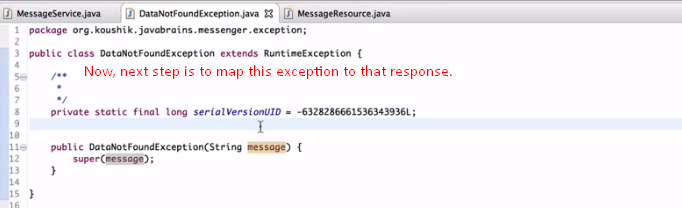 MessageService.java DataNotFoundException.java MessageResource.java
1 package org.koushik.javabrains.messenger.exception;
2
3 public class DataNotFoundException extends RuntimeException {
4 Now, next step is to map this exception to that response.
5 /**
6 *
7 */
8 private static final long serialVersionUID = -6328286661536343936L;
9
10
11 public DataNotFoundException(String message) {
12 super(message);
13 }
14
15 }
16